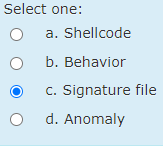 Select one:
a. Shellcode
b. Behavior
c. Signature file
d. Anomaly